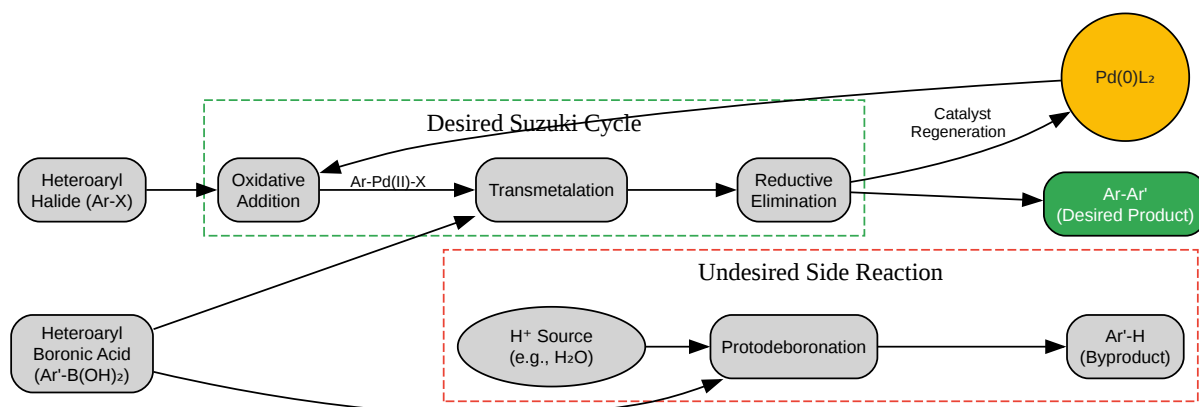 Pd(0)L₂
Catalyst
Regeneration
Desired Suzuki Cycle
Heteroaryl
Halide (Ar-X)
Oxidative
Addition
Ar-Pd(II)-X
Transmetalation
Reductive
Elimination
Ar-Ar'
(Desired Product)
Undesired Side Reaction
Heteroaryl
Boronic Acid
(Ar'-B(OH)₂)
H⁺ Source
(e.g., H₂O)
Protodeboronation
Ar'-H
(Byproduct)